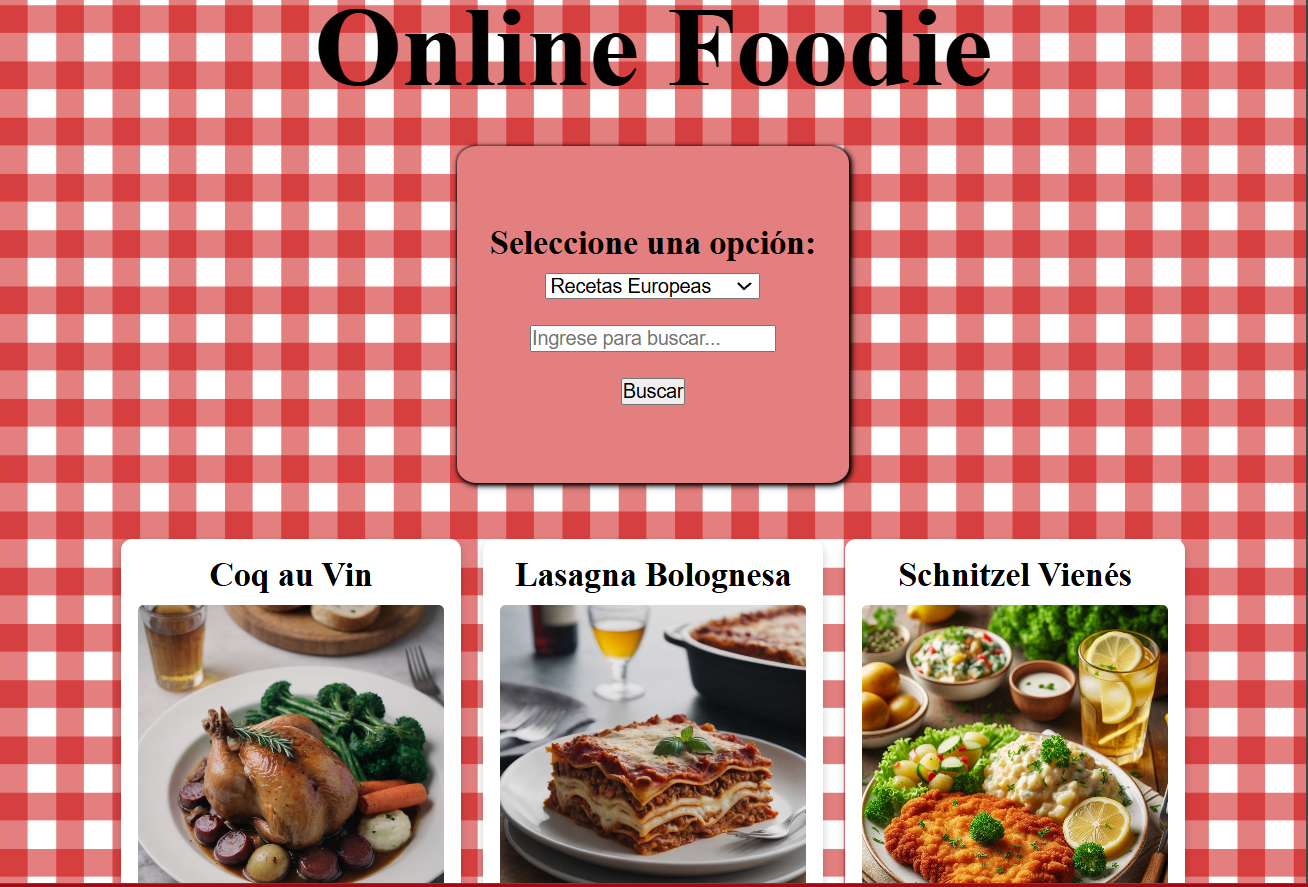 Online Foodie
Seleccione una opción:
Recetas Europeas
Ingrese para buscar...
Buscar
Coq au Vin
Lasagna Bolognesa
Schnitzel Vienés